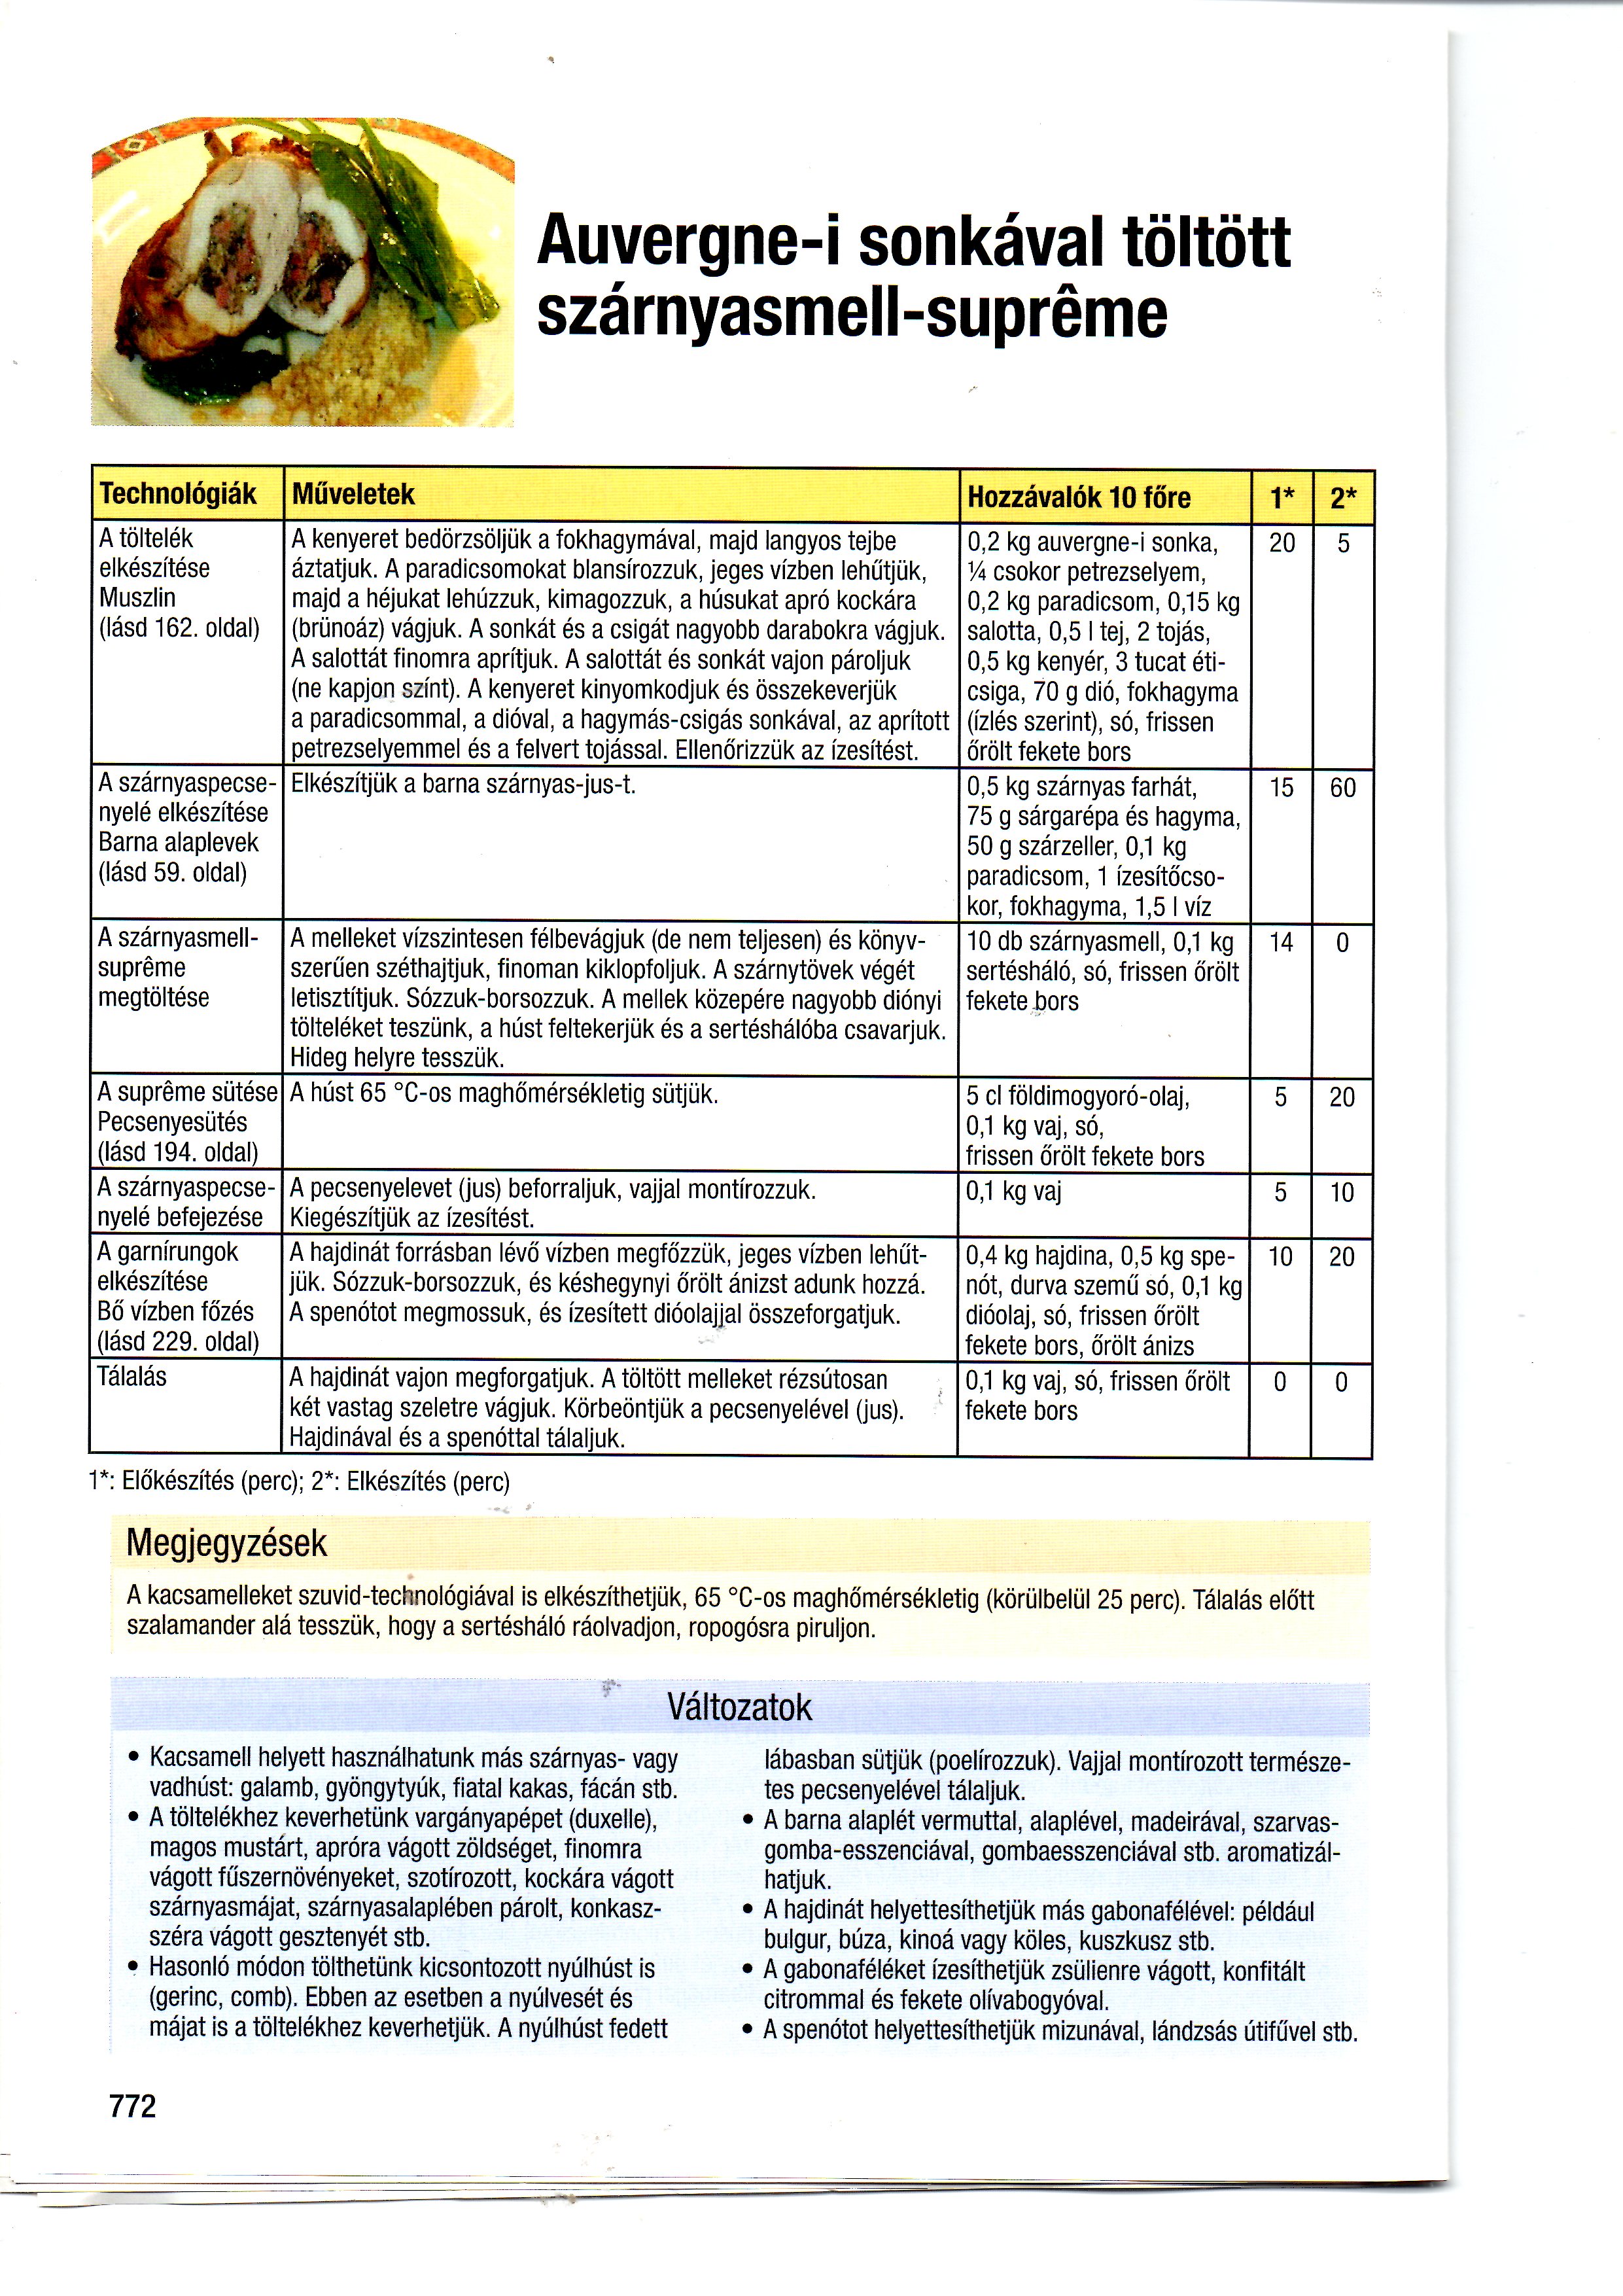 Auvergne-i sonkával töltött
szárnyasmell-suprême
Technológiák
Műveletek
Hozzávalók 10 főre
1*
2*
A töltelék
elkészítése
Muszlin
(lásd 162. oldal)
A kenyeret bedörzsöljük a fokhagymával, majd langyos tejbe
áztatjuk. A paradicsomokat blansírozzuk, jeges vízben lehűtjük,
majd a héjukat lehúzzuk, kimagozzuk, a húsukat apró kockára
(brünoáz) vágjuk. A sonkát és a csigát nagyobb darabokra vágjuk.
A salottát finomra aprítjuk. A salottát és sonkát vajon pároljuk
(ne kapjon színt). A kenyeret kinyomkodjuk és összekeverjük
a paradicsommal, a dióval, a hagymás-csigás sonkával, az aprított
petrezselyemmel és a felvert tojással. Ellenőrizzük az ízesítést.
0,2 kg auvergne-i sonka,
¼ csokor petrezselyem,
0,2 kg paradicsom, 0,15 kg
salotta, 0,5 l tej, 2 tojás,
0,5 kg kenyér, 3 tucat éti-
csiga, 70 g dió, fokhagyma
(ízlés szerint), só, frissen
őrölt fekete bors
20
5
A szárnyaspecse-
nyelé elkészítése
Barna alaplevek
(lásd 59. oldal)
Elkészítjük a barna szárnyas-jus-t.
0,5 kg szárnyas farhát,
75 g sárgarépa és hagyma,
50 g szárzeller, 0,1 kg
paradicsom, 1 ízesítőcso-
kor, fokhagyma, 1,5 l víz
15
60
A szárnyasmell-
suprême
megtöltése
A melleket vízszintesen félbevágjuk (de nem teljesen) és könyv-
szerűen széthajtjuk, finoman kiklopfoljuk. A szárnytövek végét
letisztítjuk. Sózzuk-borsozzuk. A mellek közepére nagyobb diónyi
tölteléket teszünk, a húst feltekerjük és a sertéshálóba csavarjuk.
Hideg helyre tesszük.
10 db szárnyasmell, 0,1 kg
sertésháló, só, frissen őrölt
fekete bors
14
0
A suprême sütése
Pecsenyesütés
(lásd 194. oldal)
A húst 65 °C-os maghőmérsékletig sütjük.
5 cl földimogyoró-olaj,
0,1 kg vaj, só,
frissen őrölt fekete bors
5
20
A szárnyaspecse-
nyelé befejezése
A pecsenyelevet (jus) beforraljuk, vajjal montírozzuk.
Kiegészítjük az ízesítést.
0,1 kg vaj
5
10
A garnírungok
elkészítése
Bő vízben főzés
(lásd 229. oldal)
A hajdinát forrásban lévő vízben megfőzzük, jeges vízben lehűt-
jük. Sózzuk-borsozzuk, és késhegynyi őrölt ánizst adunk hozzá.
A spenótot megmossuk, és ízesített dióolajjal összeforgatjuk.
0,4 kg hajdina, 0,5 kg spe-
nót, durva szemű só, 0,1 kg
dióolaj, só, frissen őrölt
fekete bors, őrölt ánizs
10
20
Tálalás
A hajdinát vajon megforgatjuk. A töltött melleket rézsútosan
két vastag szeletre vágjuk. Körbeöntjük a pecsenyelével (jus).
Hajdinával és a spenóttal tálaljuk.
0,1 kg vaj, só, frissen őrölt
fekete bors
0
0
1*: Előkészítés (perc); 2*: Elkészítés (perc)
Megjegyzések
A kacsamelleket szuvid-technológiával is elkészíthetjük, 65 °C-os maghőmérsékletig (körülbelül 25 perc). Tálalás előtt
szalamander alá tesszük, hogy a sertésháló ráolvadjon, ropogósra piruljon.
Változatok
• Kacsamell helyett használhatunk más szárnyas- vagy
vadhúst: galamb, gyöngytyúk, fiatal kakas, fácán stb.
• A töltelékhez keverhetünk vargányapépet (duxelle),
magos mustárt, apróra vágott zöldséget, finomra
vágott fűszernövényeket, szotírozott, kockára vágott
szárnyasmájat, szárnyasalaplében párolt, konkasz-
széra vágott gesztenyét stb.
• Hasonló módon tölthetünk kicsontozott nyúlhúst is
(gerinc, comb). Ebben az esetben a nyúlvesét és
máját is a töltelékhez keverhetjük. A nyúlhúst fedett
lábasban sütjük (poelírozzuk). Vajjal montírozott természe-
tes pecsenyelével tálaljuk.
• A barna alaplét vermuttal, alaplével, madeirával, szarvas-
gomba-esszenciával, gombaesszenciával stb. aromatizál-
hatjuk.
• A hajdinát helyettesíthetjük más gabonafélével: például
bulgur, búza, kinoá vagy köles, kuszkusz stb.
• A gabonaféléket ízesíthetjük zsülienre vágott, konfitált
citrommal és fekete olívabogyóval.
• A spenótot helyettesíthetjük mizunával, lándzsás útifűvel stb.
772